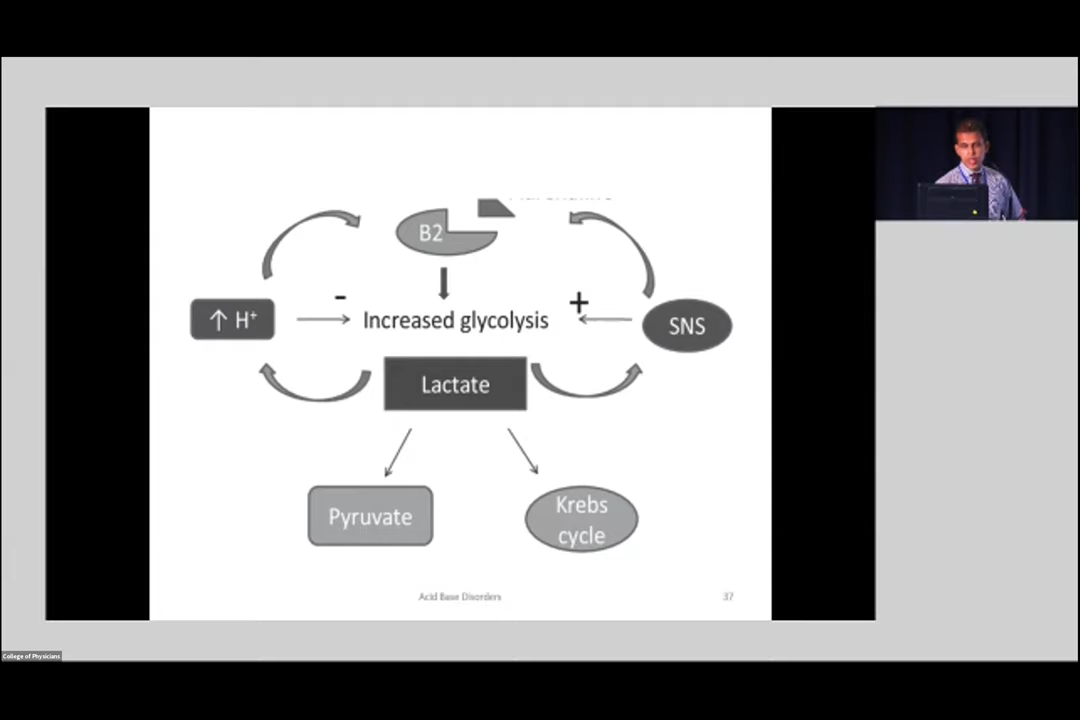 B2
-
+
↑ H⁺
Increased glycolysis
SNS
Lactate
Pyruvate
Krebs
cycle
Acid Base Disorders
37
College of Physicians